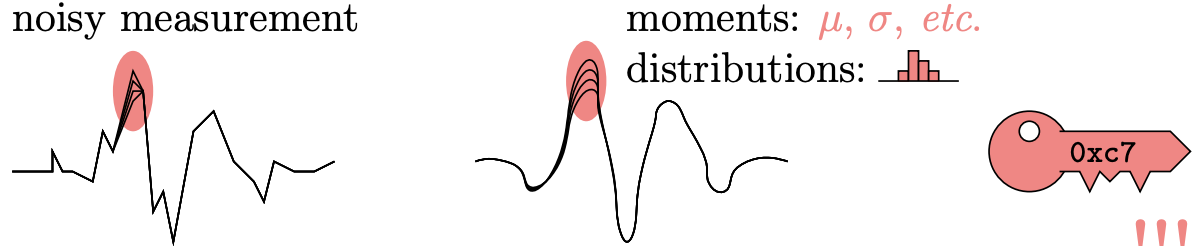 noisy measurement
moments: μ, σ, etc.
distributions:
0xc7
!!!